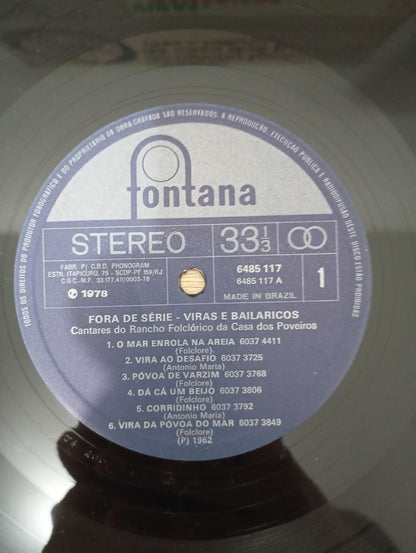 TODOS OS DIREITOS DO PRODUTOR FONOGRÁFICO E DO PROPRIETÁRIO DA OBRA GRAVADA SÃO RESERVADOS. A REPRODUÇÃO, EXECUÇÃO PÚBLICA E RADIODIFUSÃO DESTE DISCO ESTÃO PROIBIDAS
fontana
STEREO
33 1/3
FABR. P/ C.B.D. PHONOGRAM
ESTR. ITAPICURÚ, 75 - SCDP-PF 159/RJ
C.G.C.-M.F. 33.177.411/0003-78
℗ 1978
6485 117
6485 117 A
MADE IN BRAZIL
1
FORA DE SÉRIE - VIRAS E BAILARICOS
Cantares do Rancho Folclórico da Casa dos Poveiros
1. O MAR ENROLA NA AREIA 6037 4411
(Folclore)
2. VIRA AO DESAFIO 6037 3725
(Antonio Maria)
3. PÓVOA DE VARZIM 6037 3768
(Folclore)
4. DÁ CÁ UM BEIJO 6037 3806
(Folclore)
5. CORRIDINHO 6037 3792
(Antonio Maria)
6. VIRA DA PÓVOA DO MAR 6037 3849
(Folclore)
(P) 1962